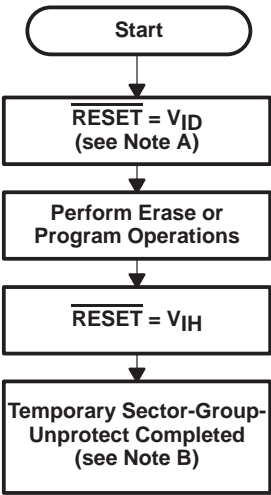 Start
RESET = VID
(see Note A)
Perform Erase or
Program Operations
RESET = VIH
Temporary Sector-Group-
Unprotect Completed
(see Note B)